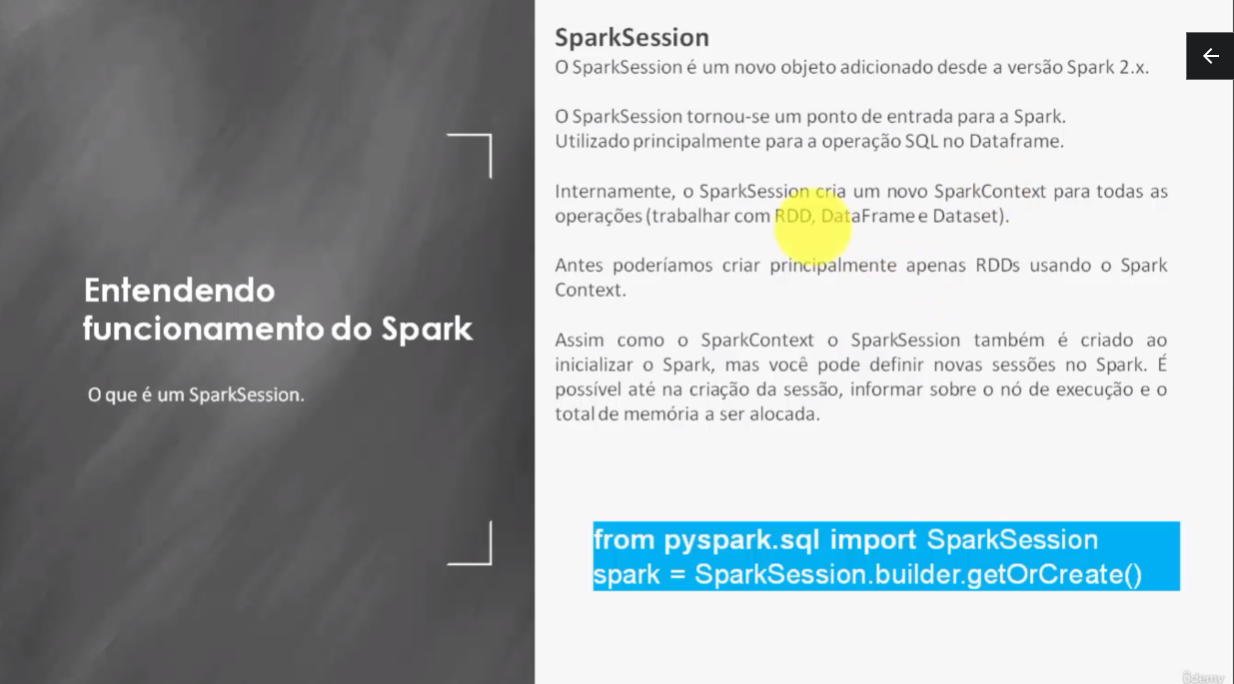 Entendendo
funcionamento do Spark
O que é um SparkSession.
SparkSession
O SparkSession é um novo objeto adicionado desde a versão Spark 2.x.
O SparkSession tornou-se um ponto de entrada para a Spark.
Utilizado principalmente para a operação SQL no Dataframe.
Internamente, o SparkSession cria um novo SparkContext para todas as
operações (trabalhar com RDD, DataFrame e Dataset).
Antes poderíamos criar principalmente apenas RDDs usando o Spark
Context.
Assim como o SparkContext o SparkSession também é criado ao
inicializar o Spark, mas você pode definir novas sessões no Spark. É
possível até na criação da sessão, informar sobre o nó de execução e o
total de memória a ser alocada.
from pyspark.sql import SparkSession
spark = SparkSession.builder.getOrCreate()
ûdemy